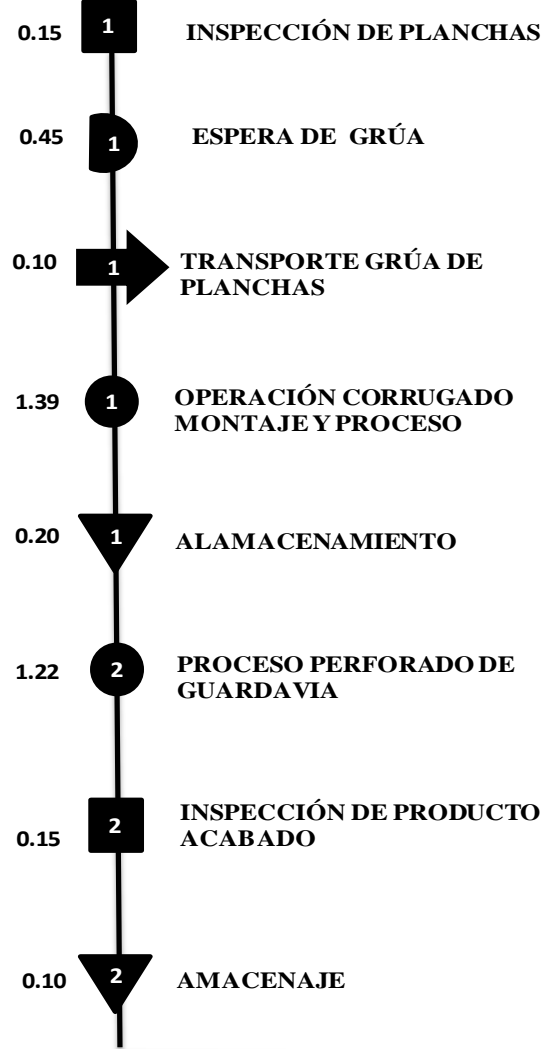 0.15 1 INSPECCIÓN DE PLANCHAS
0.45 1 ESPERA DE GRÚA
0.10 1 TRANSPORTE GRÚA DE
PLANCHAS
1.39 1 OPERACIÓN CORRUGADO
MONTAJE Y PROCESO
0.20 1 ALAMACENAMIENTO
1.22 2 PROCESO PERFORADO DE
GUARDAVIA
0.15 2 INSPECCIÓN DE PRODUCTO
ACABADO
0.10 2 AMACENAJE